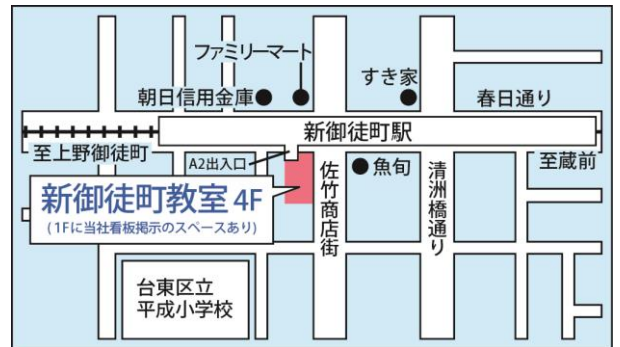 ファミリーマート
朝日信用金庫
すき家
春日通り
新御徒町駅
至上野御徒町
A2出入口
至蔵前
魚旬
新御徒町教室 4F
(1Fに当社看板掲示のスペースあり)
佐竹商店街
清洲橋通り
台東区立
平成小学校